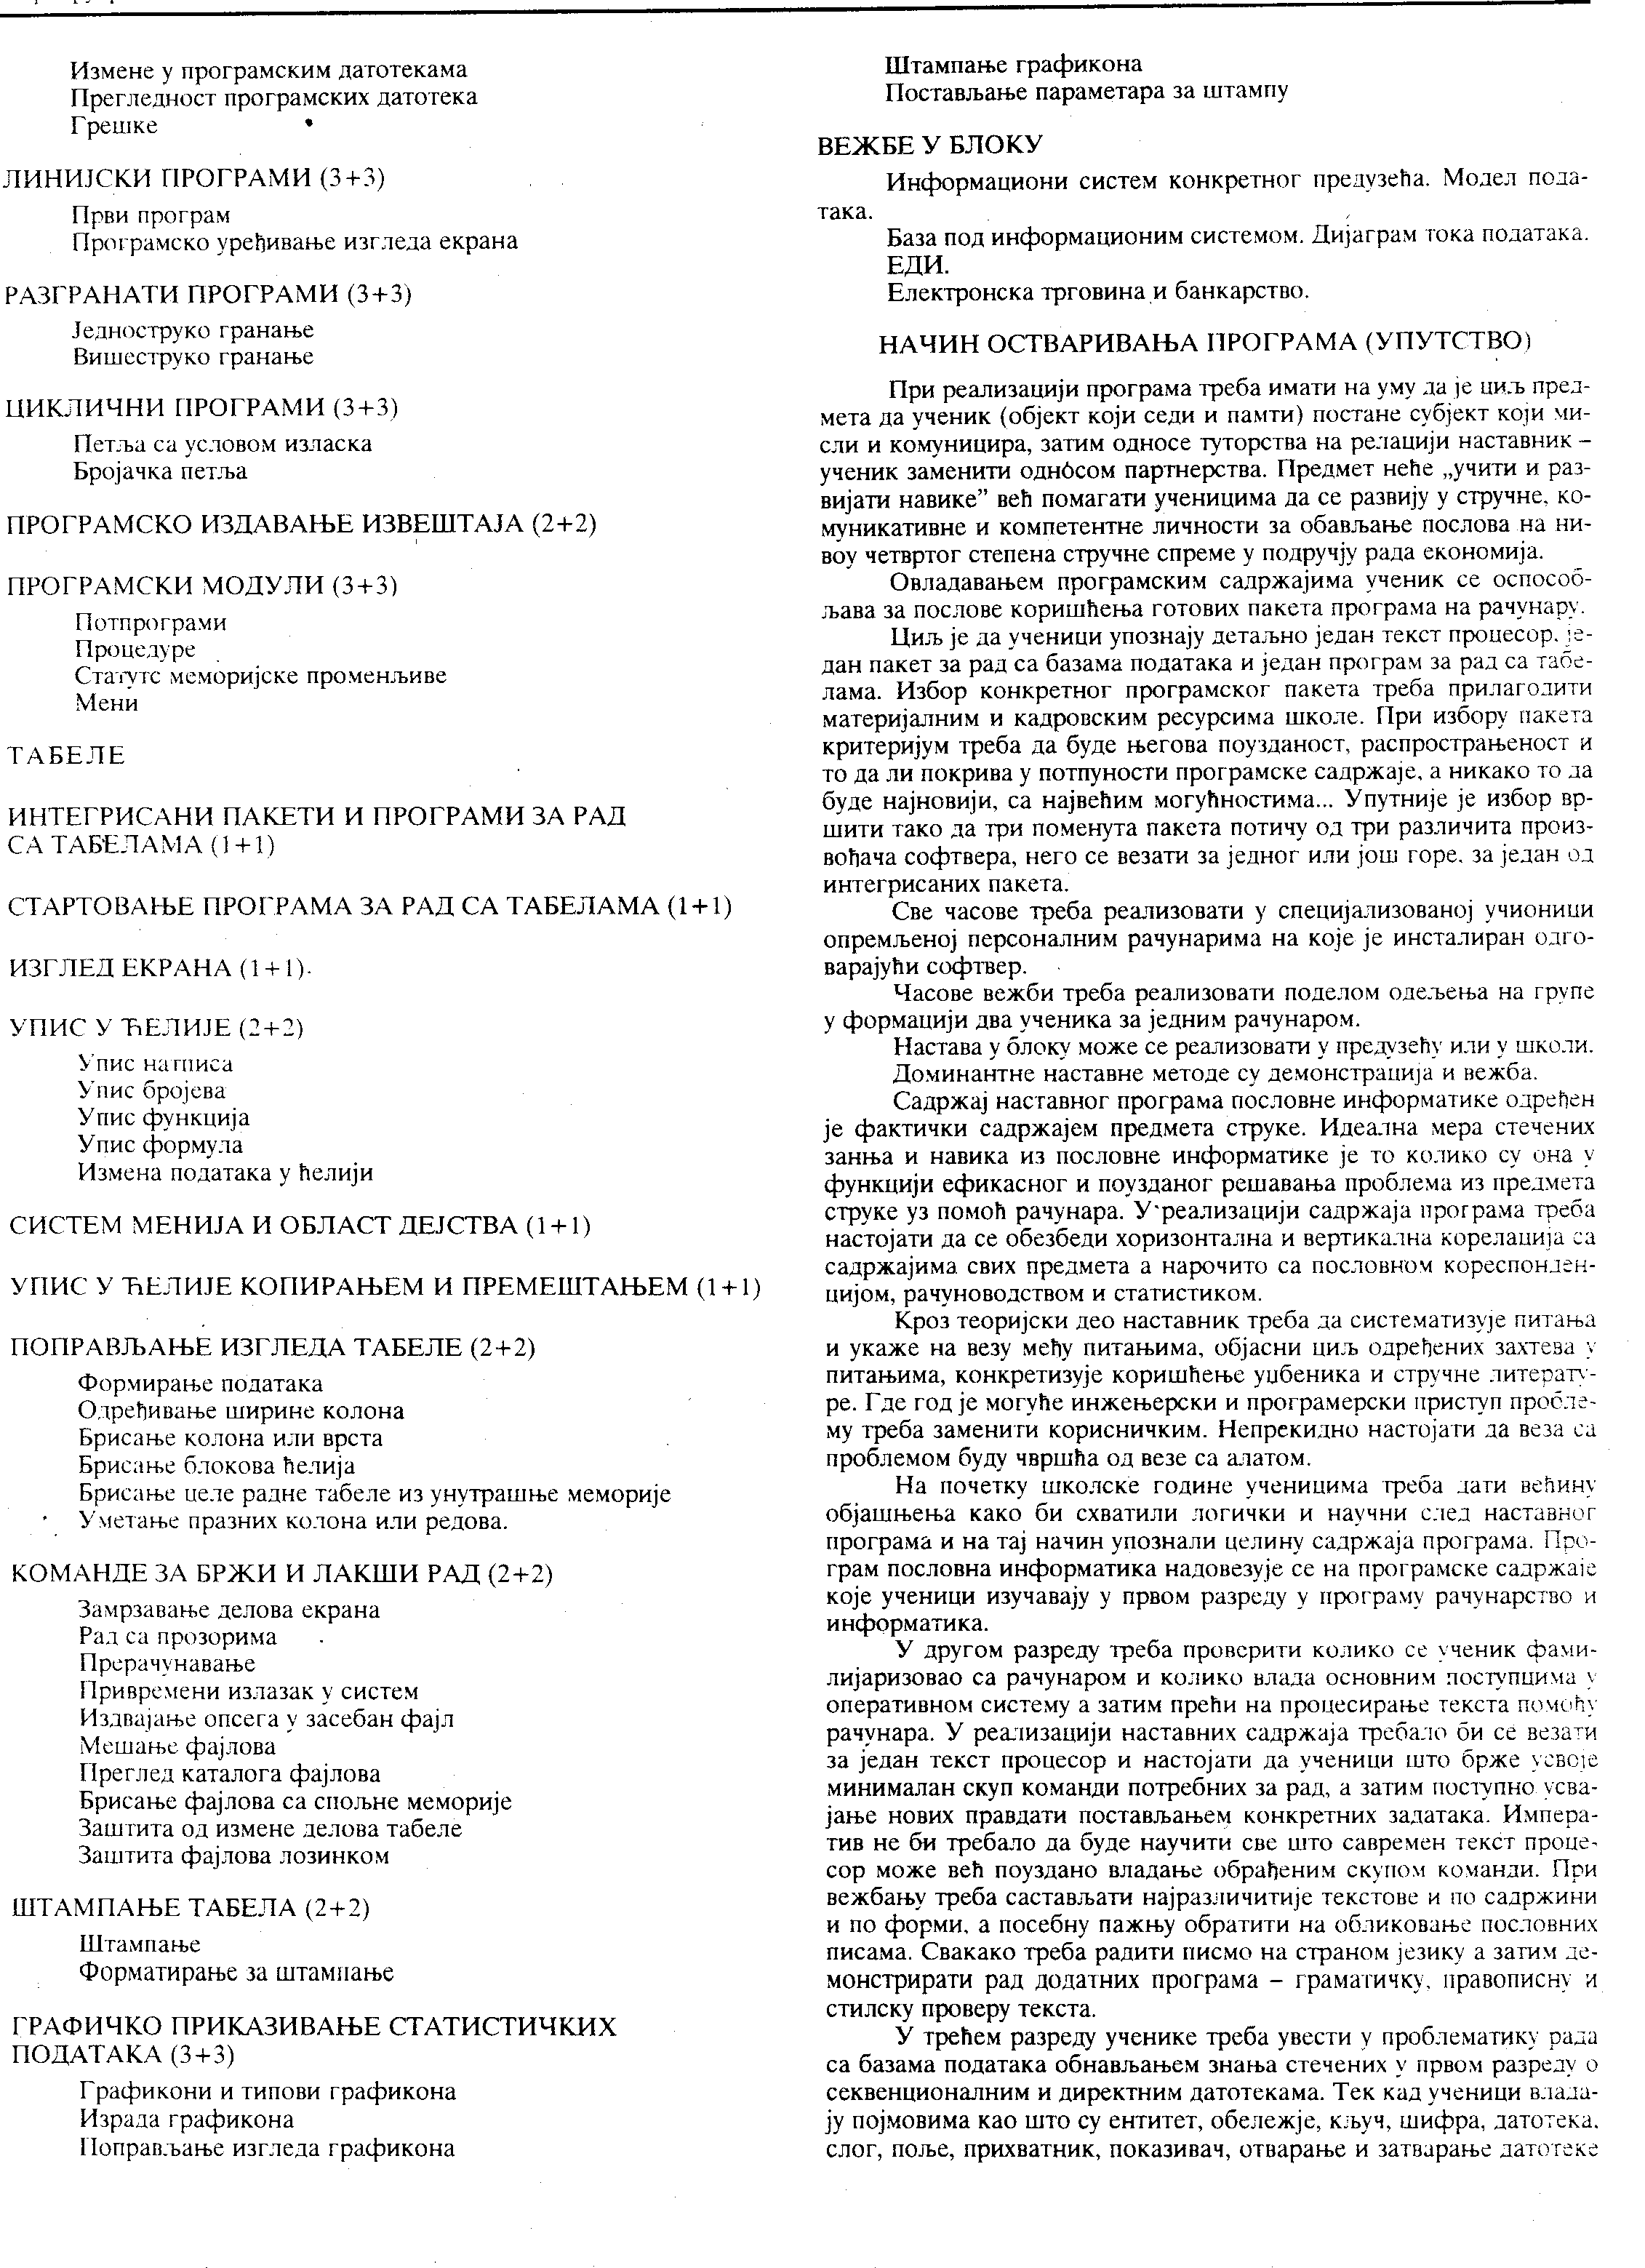 Измене у програмским датотекама
Прегледност програмских датотека
Грешке
ЛИНИЈСКИ ПРОГРАМИ (3+3)
Први програм
Програмско уређивање изгледа екрана
РАЗГРАНАТИ ПРОГРАМИ (3+3)
Једноструко гранање
Вишеструко гранање
ЦИКЛИЧНИ ПРОГРАМИ (3+3)
Петља са условом изласка
Бројачка петља
ПРОГРАМСКО ИЗДАВАЊЕ ИЗВЕШТАЈА (2+2)
ПРОГРАМСКИ МОДУЛИ (3+3)
Потпрограми
Процедуре
Статутс меморијске променљиве
Мени
ТАБЕЛЕ
ИНТЕГРИСАНИ ПАКЕТИ И ПРОГРАМИ ЗА РАД
СА ТАБЕЛАМА (1+1)
СТАРТОВАЊЕ ПРОГРАМА ЗА РАД СА ТАБЕЛАМА (1+1)
ИЗГЛЕД ЕКРАНА (1+1)
УПИС У ЋЕЛИЈЕ (2+2)
Упис натписа
Упис бројева
Упис функција
Упис формула
Измена података у ћелији
СИСТЕМ МЕНИЈА И ОБЛАСТ ДЕЈСТВА (1+1)
УПИС У ЋЕЛИЈЕ КОПИРАЊЕМ И ПРЕМЕШТАЊЕМ (1+1)
ПОПРАВЉАЊЕ ИЗГЛЕДА ТАБЕЛЕ (2+2)
Формирање података
Одређивање ширине колона
Брисање колона или врста
Брисање блокова ћелија
Брисање целе радне табеле из унутрашње меморије
Уметање празних колона или редова.
КОМАНДЕ ЗА БРЖИ И ЛАКШИ РАД (2+2)
Замрзавање делова екрана
Рад са прозорима
Прерачунавање
Привремени излазак у систем
Издвајање опсега у засебан фајл
Мешање фајлова
Преглед каталога фајлова
Брисање фајлова са спољне меморије
Заштита од измене делова табеле
Заштита фајлова лозинком
ШТАМПАЊЕ ТАБЕЛА (2+2)
Штампање
Форматирање за штампање
ГРАФИЧКО ПРИКАЗИВАЊЕ СТАТИСТИЧКИХ
ПОДАТАКА (3+3)
Графикони и типови графикона
Израда графикона
Поправљање изгледа графикона
Штампање графикона
Постављање параметара за штампу
ВЕЖБЕ У БЛОКУ
Информациони систем конкретног предузећа. Модел пода-
така.
База под информационим системом. Дијаграм тока података.
ЕДИ.
Електронска трговина и банкарство.
НАЧИН ОСТВАРИВАЊА ПРОГРАМА (УПУТСТВО)
При реализацији програма треба имати на уму да је циљ пред-
мета да ученик (објект који седи и памти) постане субјект који ми-
сли и комуницира, затим односе туторства на релацији наставник –
ученик заменити односом партнерства. Предмет неће „учити и раз-
вијати навике” већ помагати ученицима да се развију у стручне, ко-
муникативне и компетентне личности за обављање послова на ни-
воу четвртог степена стручне спреме у подручју рада економија.
Овладавањем програмским садржајима ученик се оспособ-
љава за послове коришћења готових пакета програма на рачунару.
Циљ је да ученици упознају детаљно један текст процесор, је-
дан пакет за рад са базама података и један програм за рад са табе-
лама. Избор конкретног програмског пакета треба прилагодити
материјалним и кадровским ресурсима школе. При избору пакета
критеријум треба да буде његова поузданост, распрострањеност и
то да ли покрива у потпуности програмске садржаје, а никако то да
буде најновији, са највећим могућностима... Упутније је избор вр-
шити тако да три поменута пакета потичу од три различита произ-
вођача софтвера, него се везати за једног или још горе. за један од
интегрисаних пакета.
Све часове треба реализовати у специјализованој учионици
опремљеној персоналним рачунарима на које је инсталиран одго-
варајући софтвер.
Часове вежби треба реализовати поделом одељења на групе
у формацији два ученика за једним рачунаром.
Настава у блоку може се реализовати у предузећу или у школи.
Доминантне наставне методе су демонстрација и вежба.
Садржај наставног програма пословне информатике одређен
је фактички садржајем предмета струке. Идеална мера стечених
занња и навика из пословне информатике је то колико су она у
функцији ефикасног и поузданог решавања проблема из предмета
струке уз помоћ рачунара. У реализацији садржаја програма треба
настојати да се обезбеди хоризонтална и вертикална корелација са
садржајима свих предмета а нарочито са пословном кореспонден-
цијом, рачуноводством и статистиком.
Кроз теоријски део наставник треба да систематизује питања
и укаже на везу међу питањима, објасни циљ одређених захтева у
питањима, конкретизује коришћење уџбеника и стручне литерату-
ре. Где год је могуће инжењерски и програмерски приступ пробле-
му треба заменити корисничким. Непрекидно настојати да веза са
проблемом буду чвршћа од везе са алатом.
На почетку школске године ученицима треба дати већину
објашњења како би схватили логички и научни след наставног
програма и на тај начин упознали целину садржаја програма. Про-
грам пословна информатика надовезује се на програмске садржаје
које ученици изучавају у првом разреду у програму рачунарство и
информатика.
У другом разреду треба проверити колико се ученик фами-
лијаризовао са рачунаром и колико влада основним поступцима у
оперативном систему а затим прећи на процесирање текста помоћу
рачунара. У реализацији наставних садржаја требало би се везати
за један текст процесор и настојати да ученици што брже усвоје
минималан скуп команди потребних за рад, а затим поступно усва-
јање нових правдати постављањем конкретних задатака. Импера-
тив не би требало да буде научити све што савремен текст проце-
сор може већ поуздано владање обрађеним скупом команди. При
вежбању треба састављати најразличитије текстове и по садржини
и по форми, а посебну пажњу обратити на обликовање пословних
писама. Свакако треба радити писмо на страном језику а затим де-
монстрирати рад додатних програма – граматичку, правописну и
стилску проверу текста.
У трећем разреду ученике треба увести у проблематику рада
са базама података обнављањем знања стечених у првом разреду о
секвенционалним и директним датотекама. Тек кад ученици влада-
ју појмовима као што су ентитет, обележје, кључ, шифра, датотека,
слог, поље, прихватник, показивач, отварање и затварање датотеке